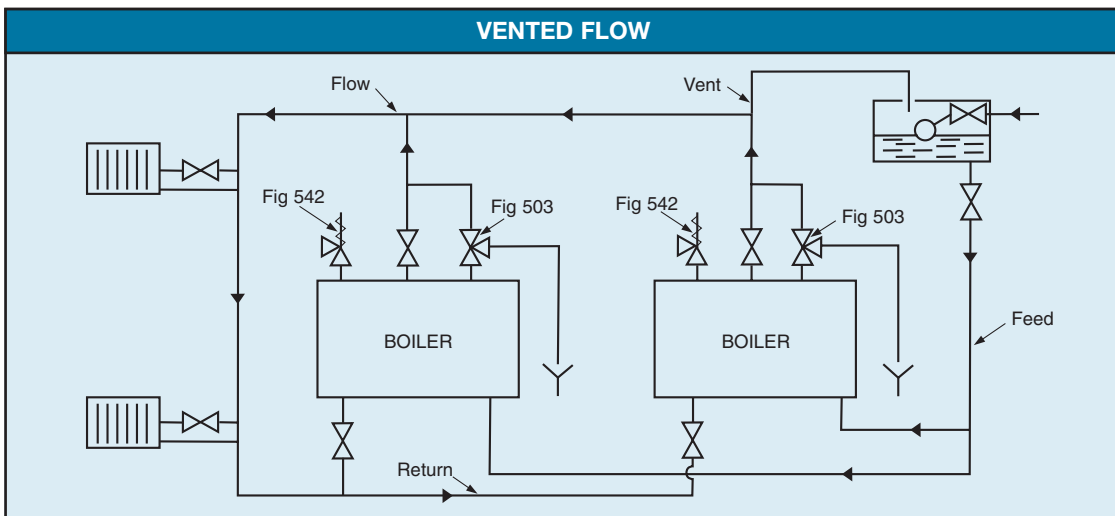 VENTED FLOW
Flow
Vent
Fig 542
Fig 503
Fig 542
Fig 503
BOILER
BOILER
Feed
Return